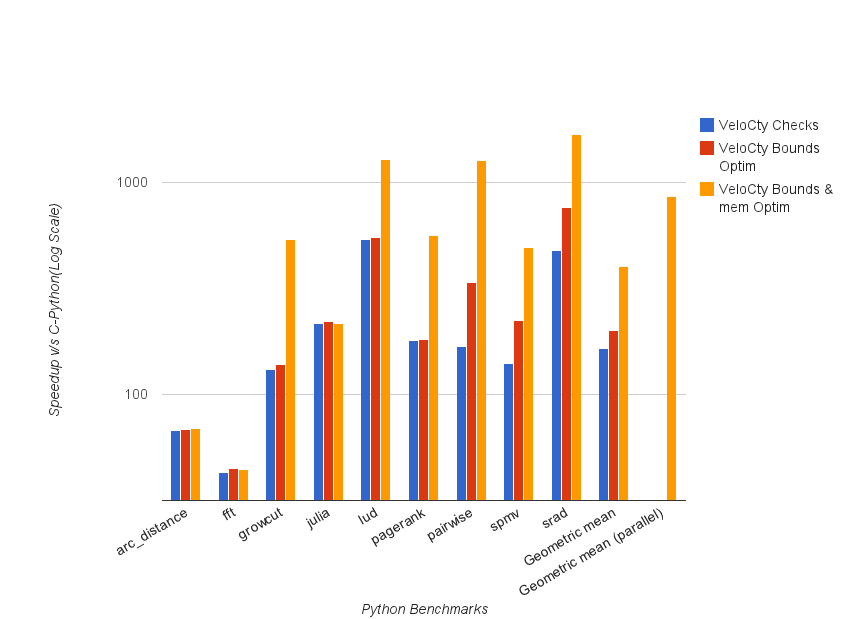 VeloCty Checks
VeloCty Bounds
Optim
VeloCty Bounds &
mem Optim
Speedup v/s C-Python(Log Scale)
1000
100
arc_distance
fft
growcut
julia
lud
pagerank
pairwise
spmv
srad
Geometric mean
Geometric mean (parallel)
Python Benchmarks